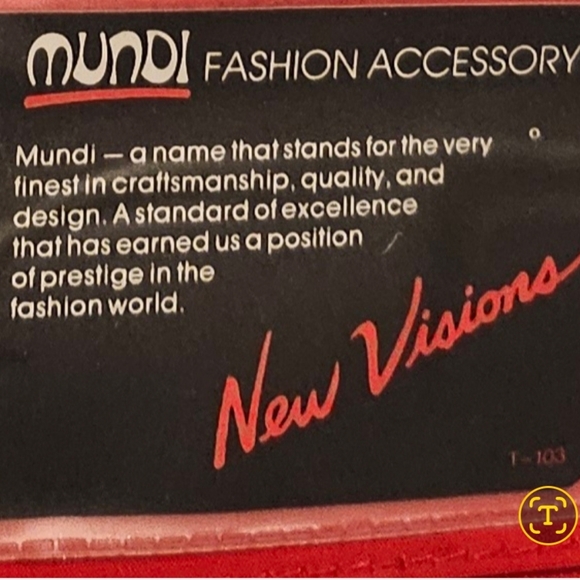 mundi FASHION ACCESSORY
Mundi — a name that stands for the very
finest in craftsmanship, quality, and
design. A standard of excellence
that has earned us a position
of prestige in the
fashion world.
New Visions
T-103
T